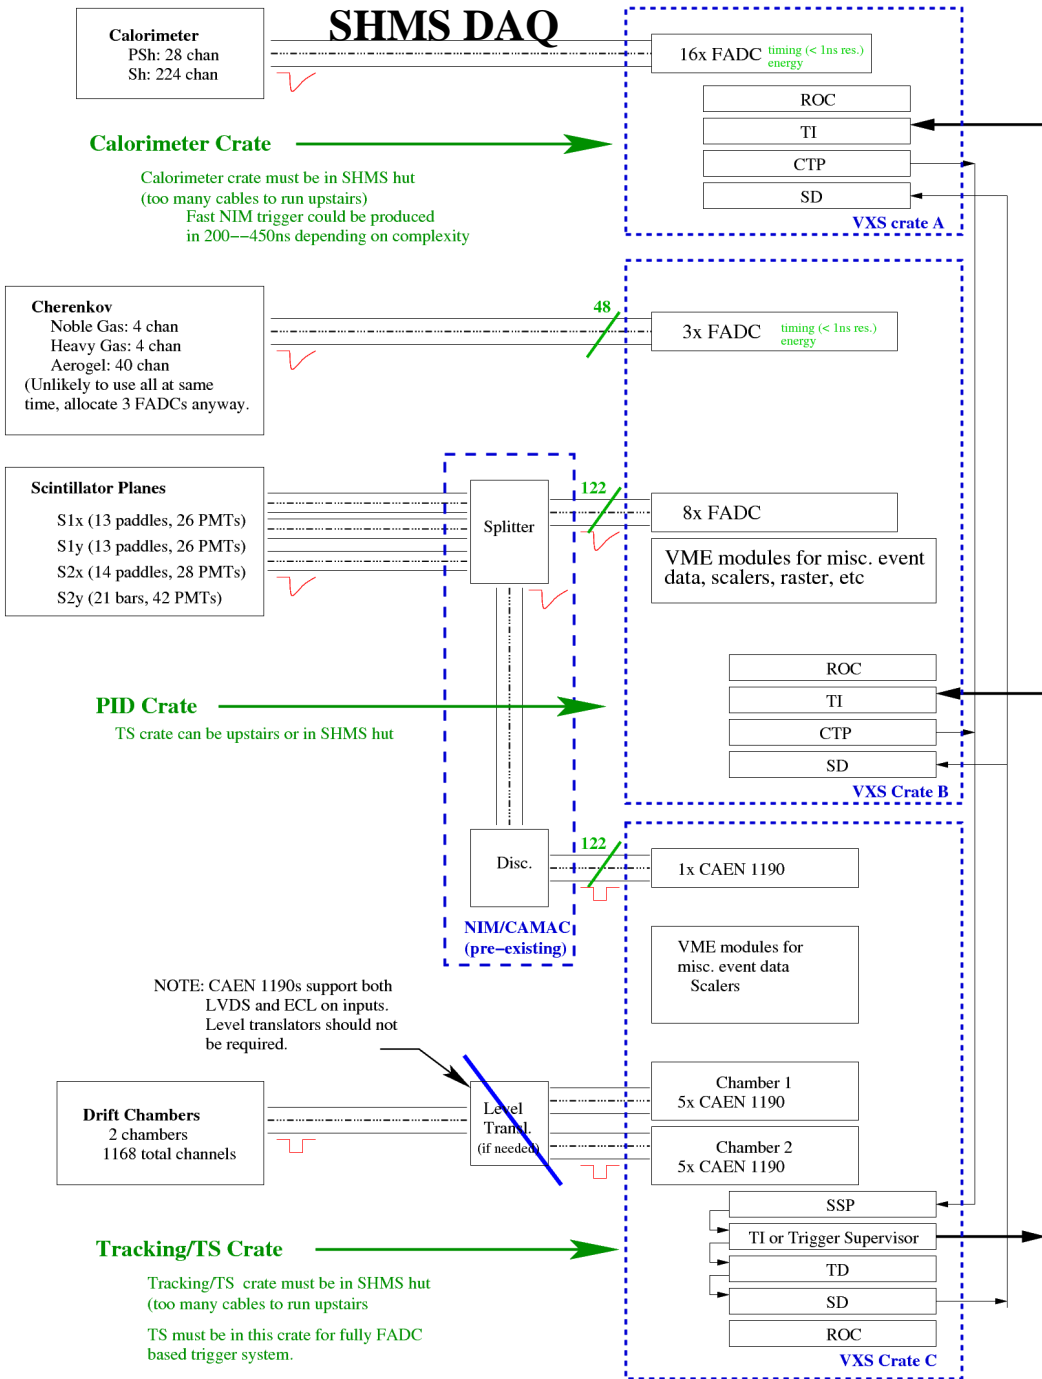 SHMS DAQ
Calorimeter
PSh: 28 chan
Sh: 224 chan
16x FADC
timing (< 1ns res.)
energy
ROC
TI
CTP
SD
VXS crate A
Calorimeter Crate
Calorimeter crate must be in SHMS hut
(too many cables to run upstairs)
Fast NIM trigger could be produced
in 200−−450ns depending on complexity
Cherenkov
Noble Gas: 4 chan
Heavy Gas: 4 chan
Aerogel: 40 chan
(Unlikely to use all at same
time, allocate 3 FADCs anyway.
48
3x FADC
timing (< 1ns res.)
energy
Scintillator Planes
S1x (13 paddles, 26 PMTs)
S1y (13 paddles, 26 PMTs)
S2x (14 paddles, 28 PMTs)
S2y (21 bars, 42 PMTs)
Splitter
122
8x FADC
VME modules for misc. event
data, scalers, raster, etc
ROC
TI
CTP
SD
VXS Crate B
PID Crate
TS crate can be upstairs or in SHMS hut
Disc.
122
1x CAEN 1190
NIM/CAMAC
(pre−existing)
VME modules for
misc. event data
Scalers
NOTE: CAEN 1190s support both
LVDS and ECL on inputs.
Level translators should not
be required.
Drift Chambers
2 chambers
1168 total channels
Level
Transl.
(if needed)
Chamber 1
5x CAEN 1190
Chamber 2
5x CAEN 1190
SSP
TI or Trigger Supervisor
TD
SD
ROC
VXS Crate C
Tracking/TS Crate
Tracking/TS  crate must be in SHMS hut
(too many cables to run upstairs
TS must be in this crate for fully FADC
based trigger system.